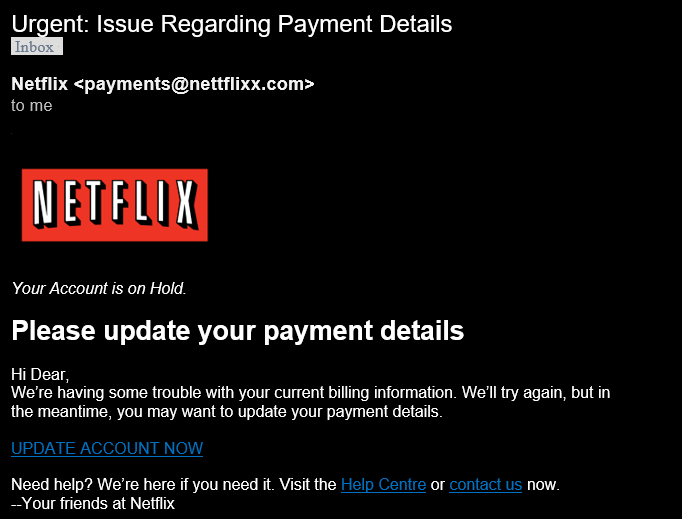 Urgent: Issue Regarding Payment Details
Inbox
Netflix <payments@nettflixx.com>
to me
NETFLIX
Your Account is on Hold.
Please update your payment details
Hi Dear,
We’re having some trouble with your current billing information. We’ll try again, but in
the meantime, you may want to update your payment details.
UPDATE ACCOUNT NOW
Need help? We’re here if you need it. Visit the Help Centre or contact us now.
--Your friends at Netflix